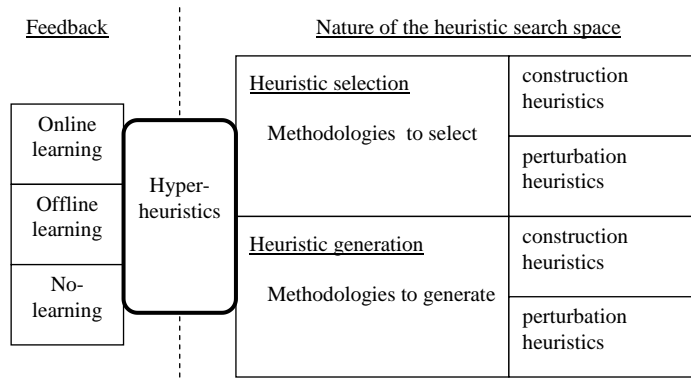 Feedback
Nature of the heuristic search space
Online
learning
Offline
learning
No-
learning
Hyper-
heuristics
Heuristic selection
Methodologies to select
construction
heuristics
perturbation
heuristics
Heuristic generation
Methodologies to generate
construction
heuristics
perturbation
heuristics